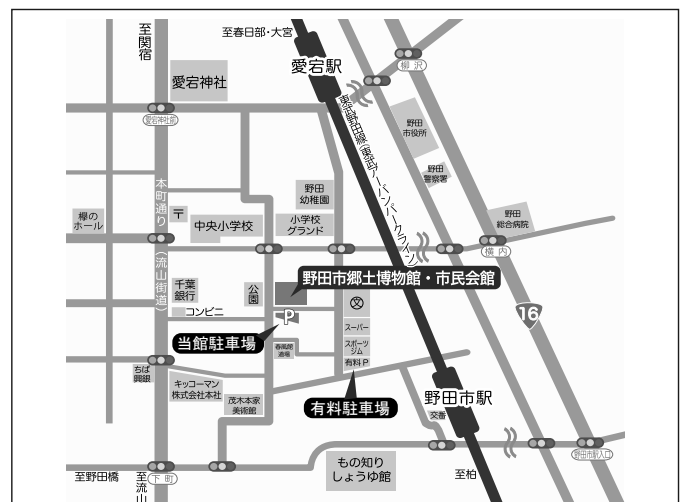 至関宿
至春日部・大宮
愛宕駅
柳沢
愛宕神社
愛宕神社前
東武野田線(東武アーバンパークライン)
野田
市役所
野田
警察署
本町通り(流山街道)
欅の
ホール
〒
中央小学校
野田
幼稚園
小学校
グランド
野田
総合病院
横内
野田市郷土博物館・市民会館
千葉
銀行
公園
コンビニ
P
文
16
当館駐車場
スーパー
スポーツ
ジム
有料P
春風館
道場
ちば
興銀
キッコーマン
株式会社本社
茂木本家
美術館
有料駐車場
野田市駅
交番
野田市駅入口
もの知り
しょうゆ館
至野田橋
至流山
下町
至柏